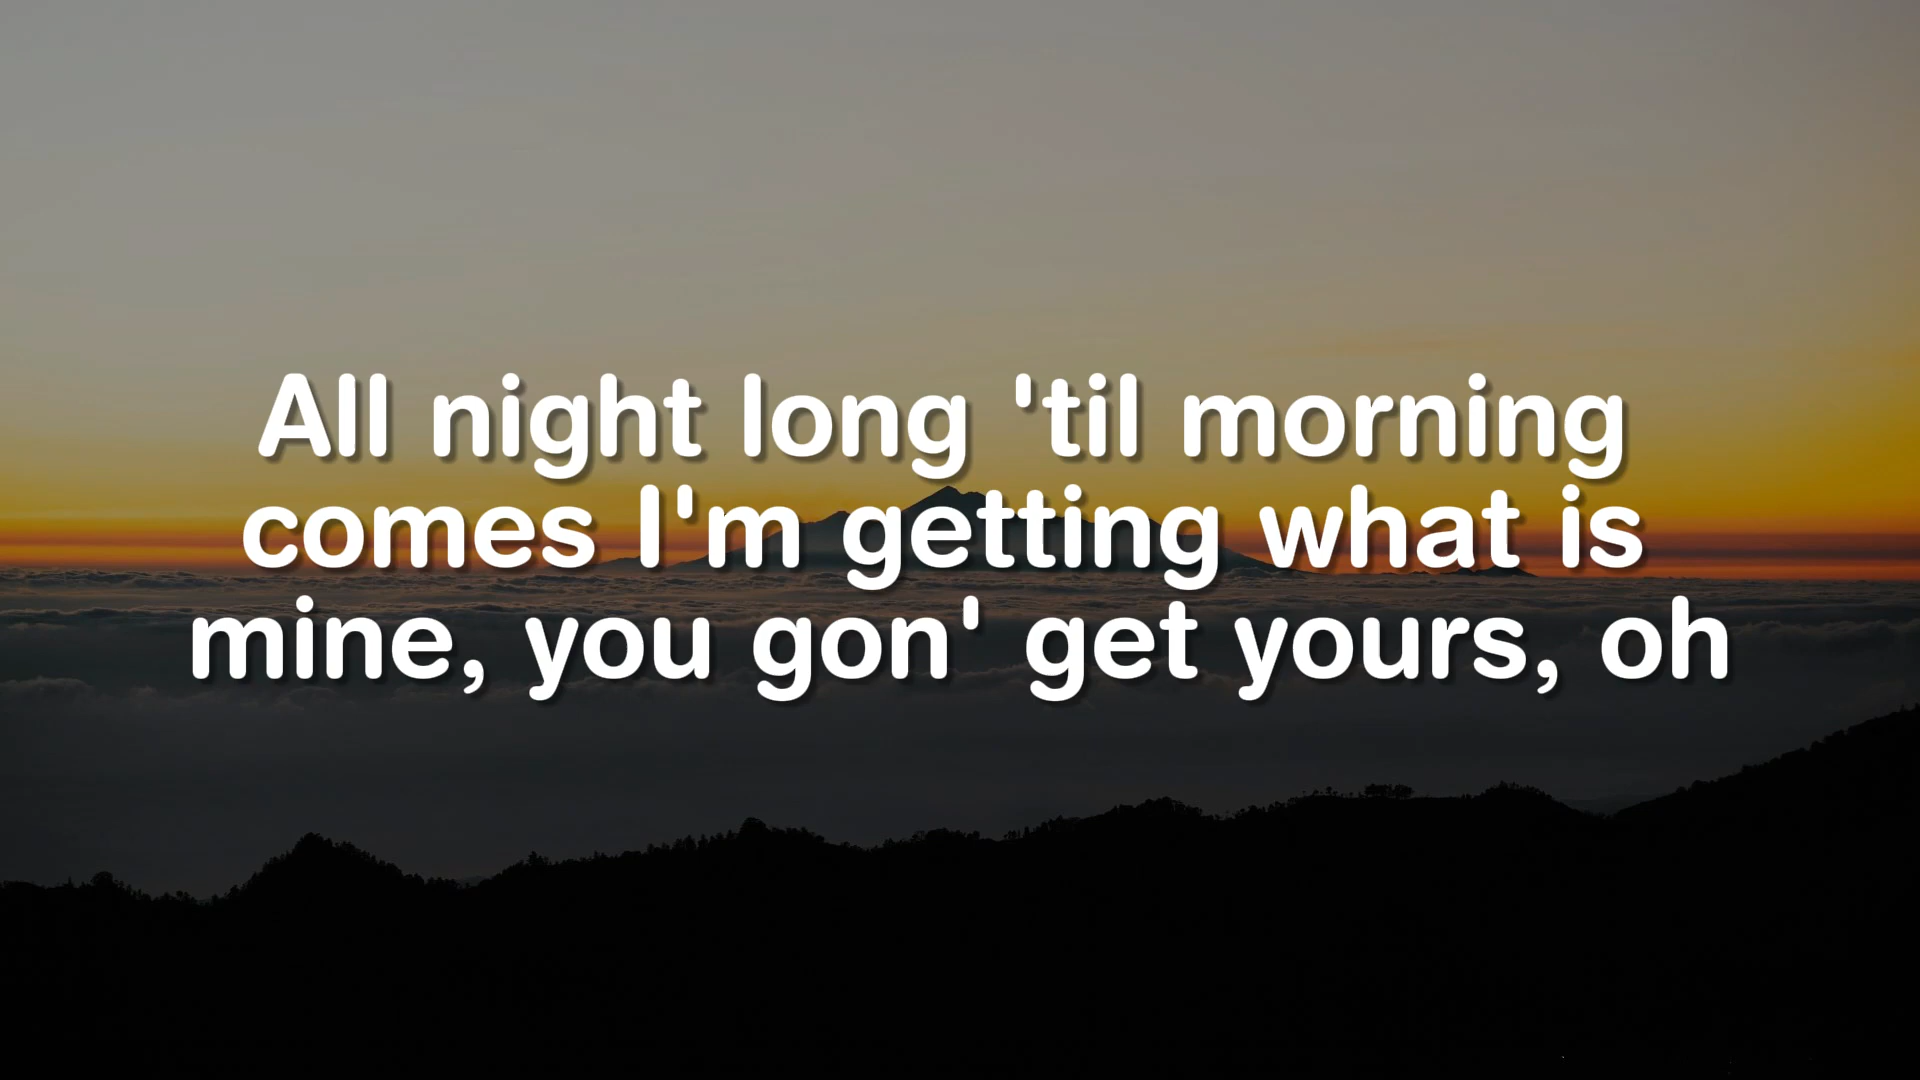 All night long 'til morning
comes I'm getting what is
mine, you gon' get yours, oh